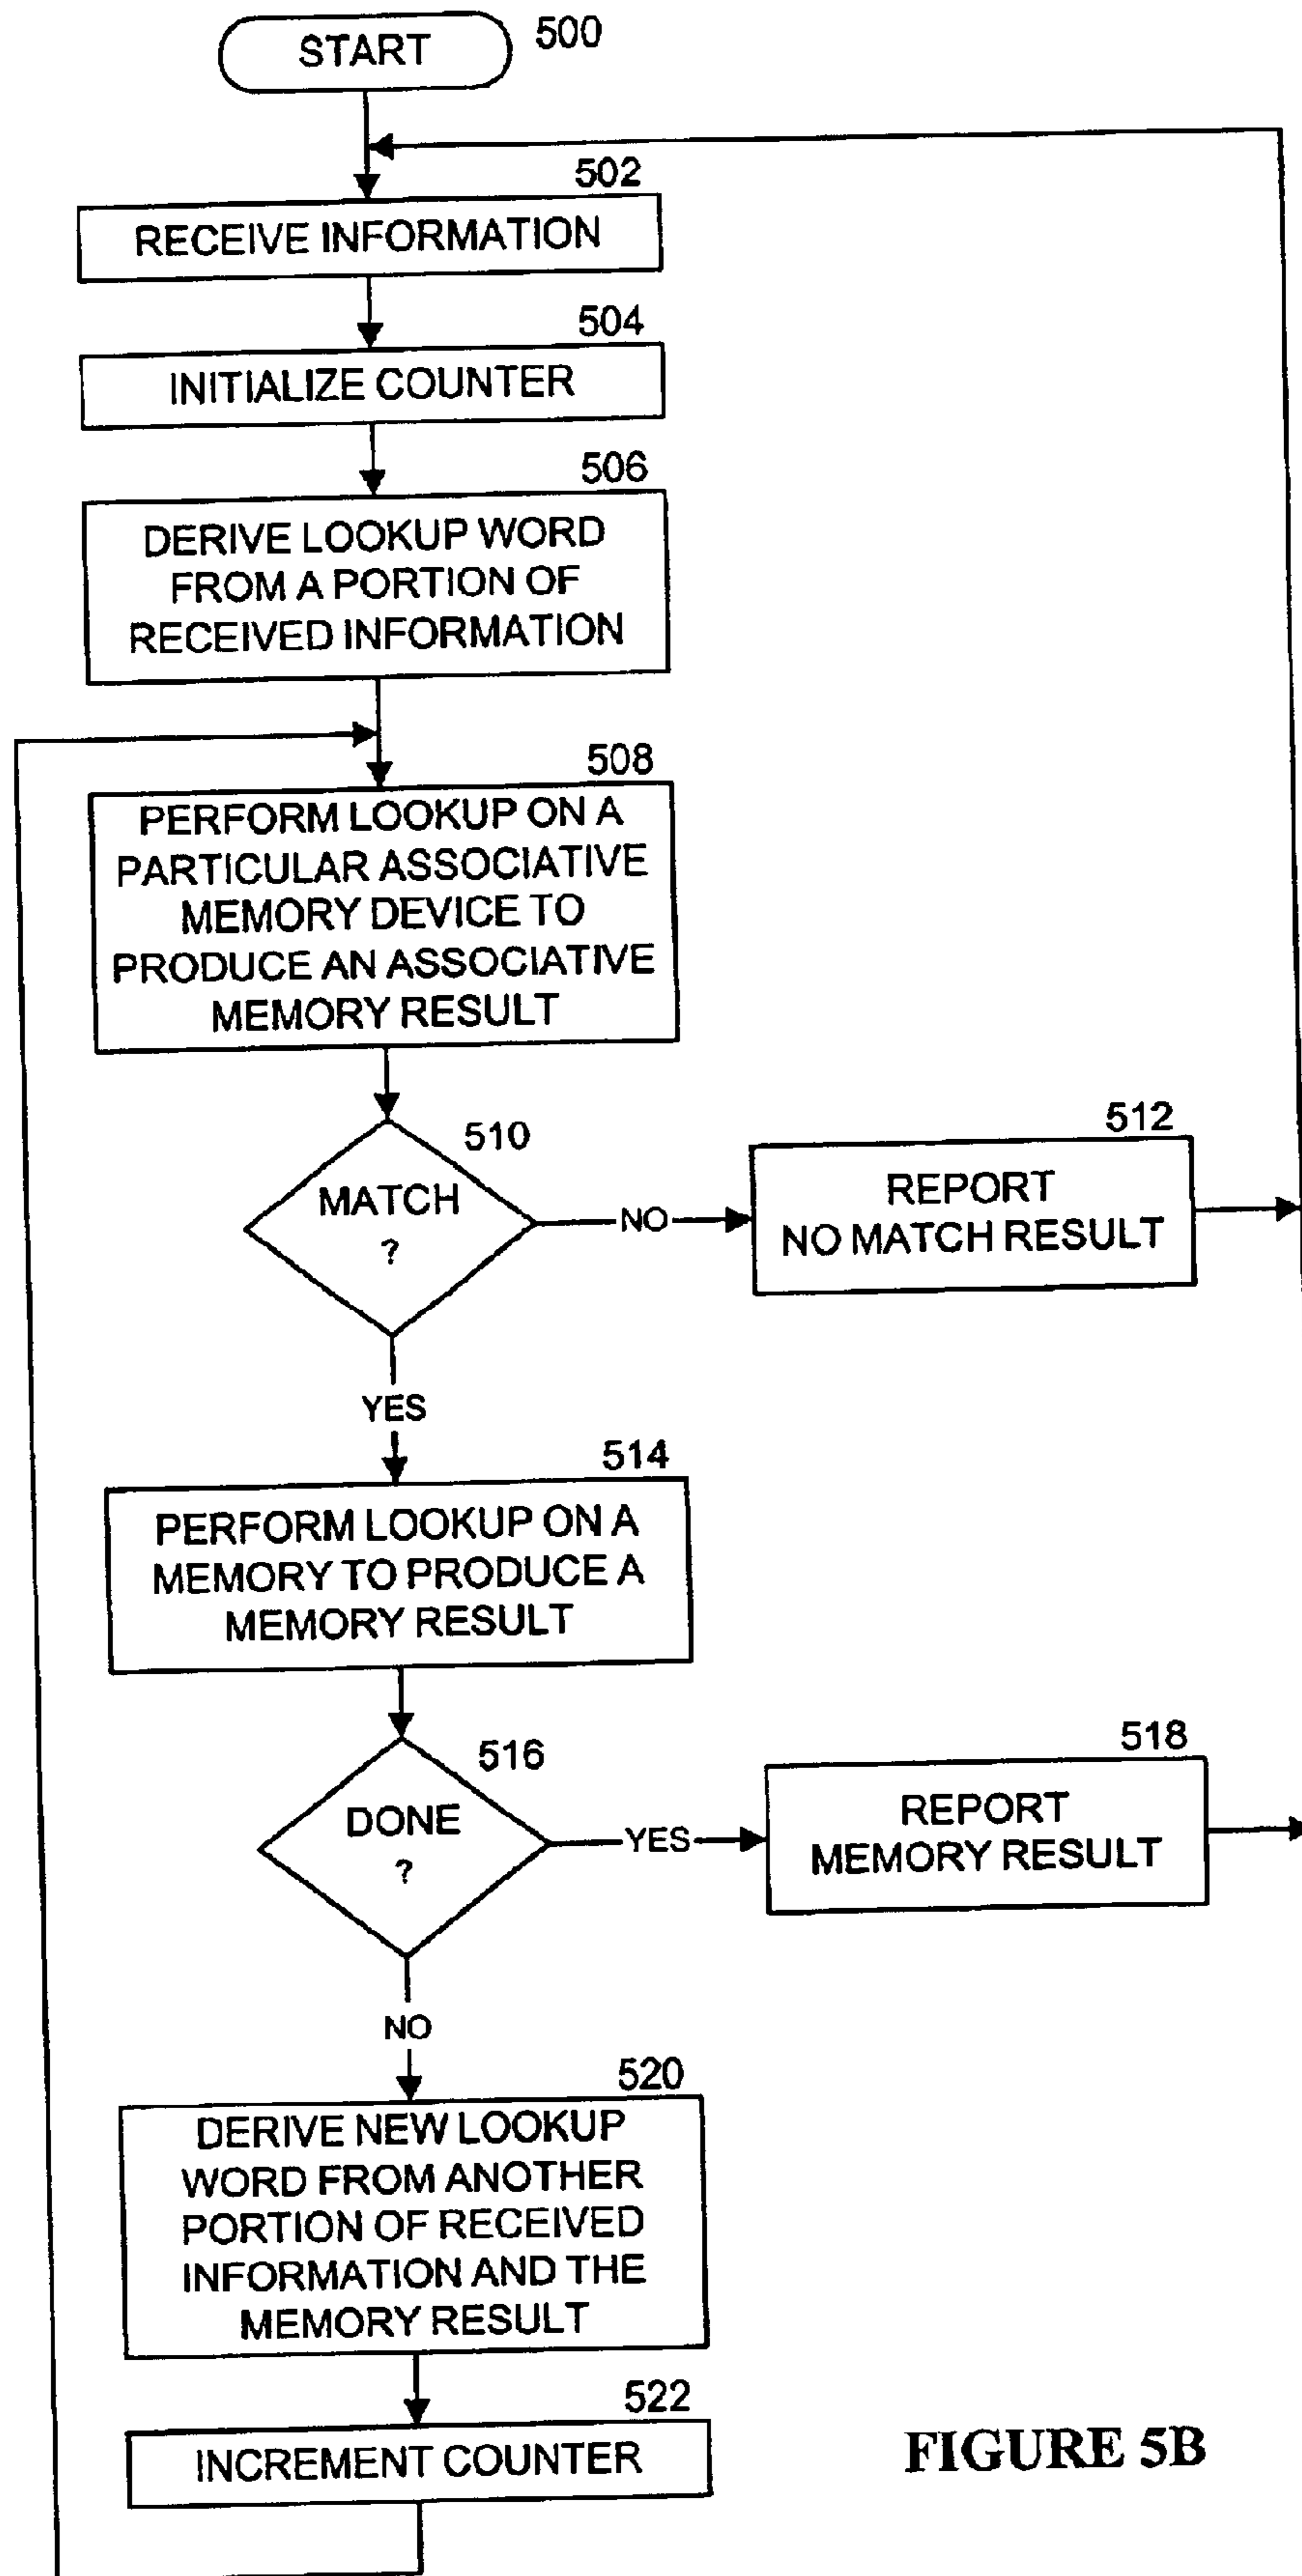 START
500
502
RECEIVE INFORMATION
504
INITIALIZE COUNTER
506
DERIVE LOOKUP WORD
FROM A PORTION OF
RECEIVED INFORMATION
508
PERFORM LOOKUP ON A
PARTICULAR ASSOCIATIVE
MEMORY DEVICE TO
PRODUCE AN ASSOCIATIVE
MEMORY RESULT
510
MATCH
?
NO
512
REPORT
NO MATCH RESULT
YES
514
PERFORM LOOKUP ON A
MEMORY TO PRODUCE A
MEMORY RESULT
516
DONE
?
YES
518
REPORT
MEMORY RESULT
NO
520
DERIVE NEW LOOKUP
WORD FROM ANOTHER
PORTION OF RECEIVED
INFORMATION AND THE
MEMORY RESULT
522
INCREMENT COUNTER
FIGURE 5B